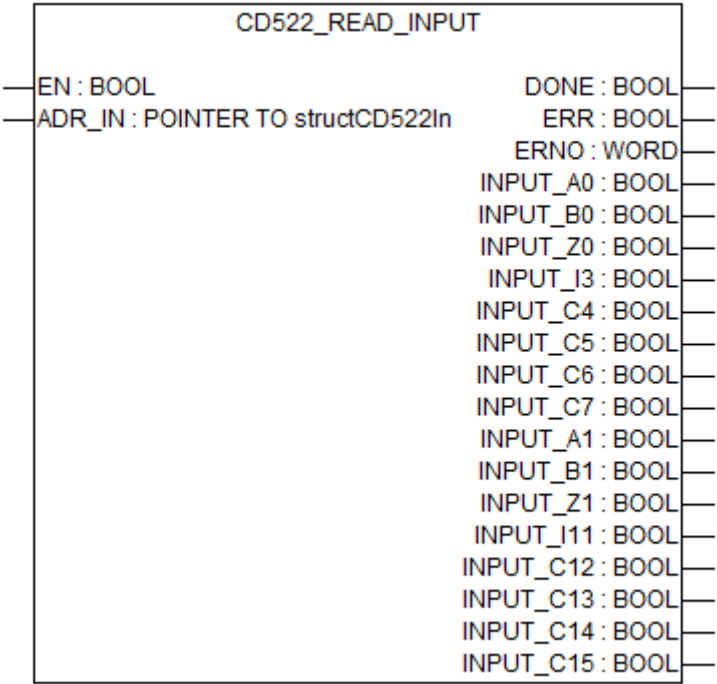 CD522_READ_INPUT
EN : BOOL DONE : BOOL
ADR_IN : POINTER TO structCD522In ERR : BOOL
ERNO : WORD
INPUT_A0 : BOOL
INPUT_B0 : BOOL
INPUT_Z0 : BOOL
INPUT_I3 : BOOL
INPUT_C4 : BOOL
INPUT_C5 : BOOL
INPUT_C6 : BOOL
INPUT_C7 : BOOL
INPUT_A1 : BOOL
INPUT_B1 : BOOL
INPUT_Z1 : BOOL
INPUT_I11 : BOOL
INPUT_C12 : BOOL
INPUT_C13 : BOOL
INPUT_C14 : BOOL
INPUT_C15 : BOOL